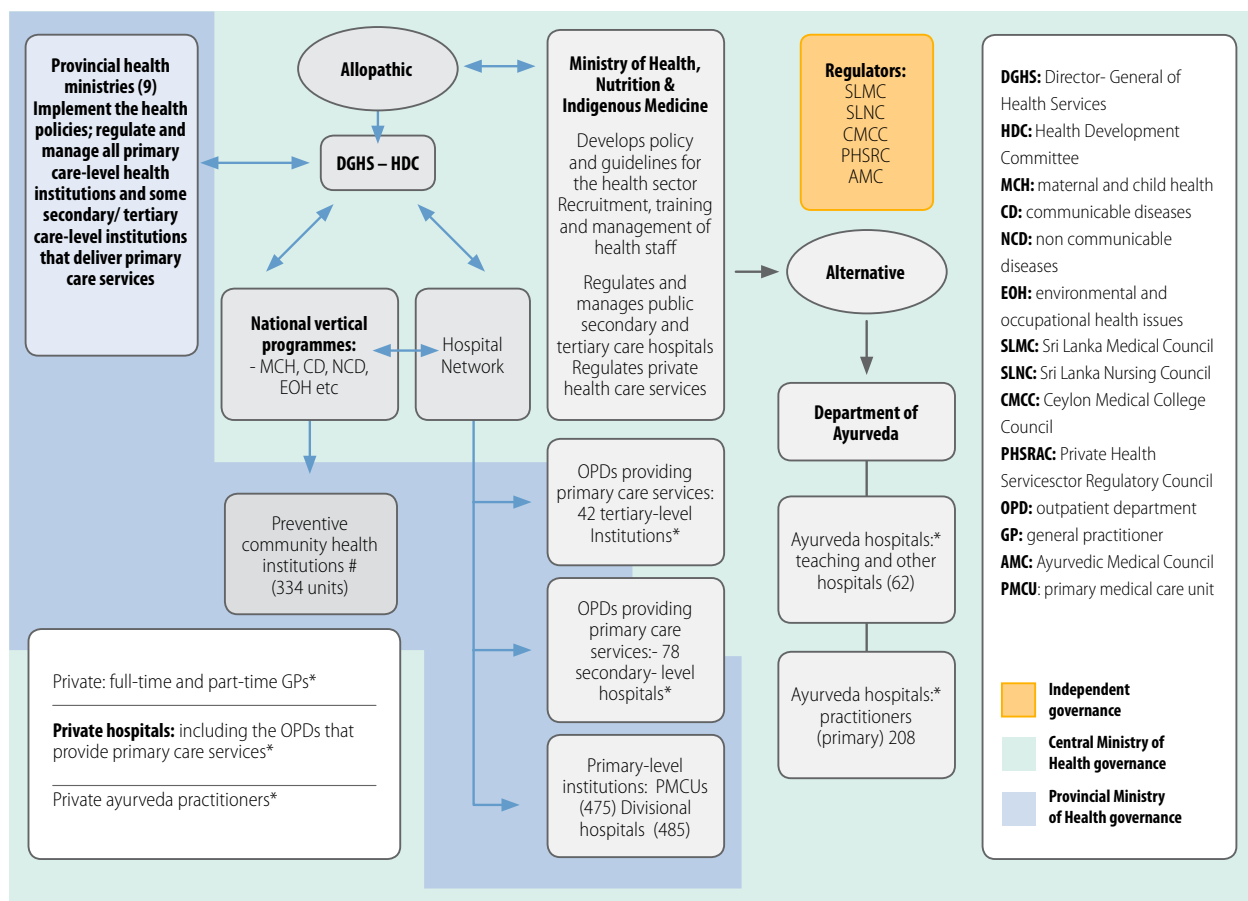 Provincial health
ministries (9)
Implement the health
policies; regulate and
manage all primary
care-level health
institutions and some
secondary/ tertiary
care-level institutions
that deliver primary
care services
Allopathic
DGHS – HDC
National vertical
programmes:
- MCH, CD, NCD,
EOH etc
Hospital
Network
Preventive
community health
institutions #
(334 units)
Private: full-time and part-time GPs*
Private hospitals: including the OPDs that
provide primary care services*
Private ayurveda practitioners*
Ministry of Health,
Nutrition &
Indigenous Medicine
Develops policy
and guidelines for
the health sector
Recruitment, training
and management of
health staff
Regulates and
manages public
secondary and
tertiary care hospitals
Regulates private
health care services
OPDs providing
primary care services:
42 tertiary-level
Institutions*
OPDs providing
primary care
services:- 78
secondary- level
hospitals*
Primary-level
institutions: PMCUs
(475) Divisional
hospitals (485)
Regulators:
SLMC
SLNC
CMCC
PHSRC
AMC
Alternative
Department of
Ayurveda
Ayurveda hospitals:*
teaching and other
hospitals (62)
Ayurveda hospitals:*
practitioners
(primary) 208
DGHS: Director- General of
Health Services
HDC: Health Development
Committee
MCH: maternal and child health
CD: communicable diseases
NCD: non communicable
diseases
EOH: environmental and
occupational health issues
SLMC: Sri Lanka Medical Council
SLNC: Sri Lanka Nursing Council
CMCC: Ceylon Medical College
Council
PHSRAC: Private Health
Servicesctor Regulatory Council
OPD: outpatient department
GP: general practitioner
AMC: Ayurvedic Medical Council
PMCU: primary medical care unit
Independent
governance
Central Ministry of
Health governance
Provincial Ministry
of Health governance